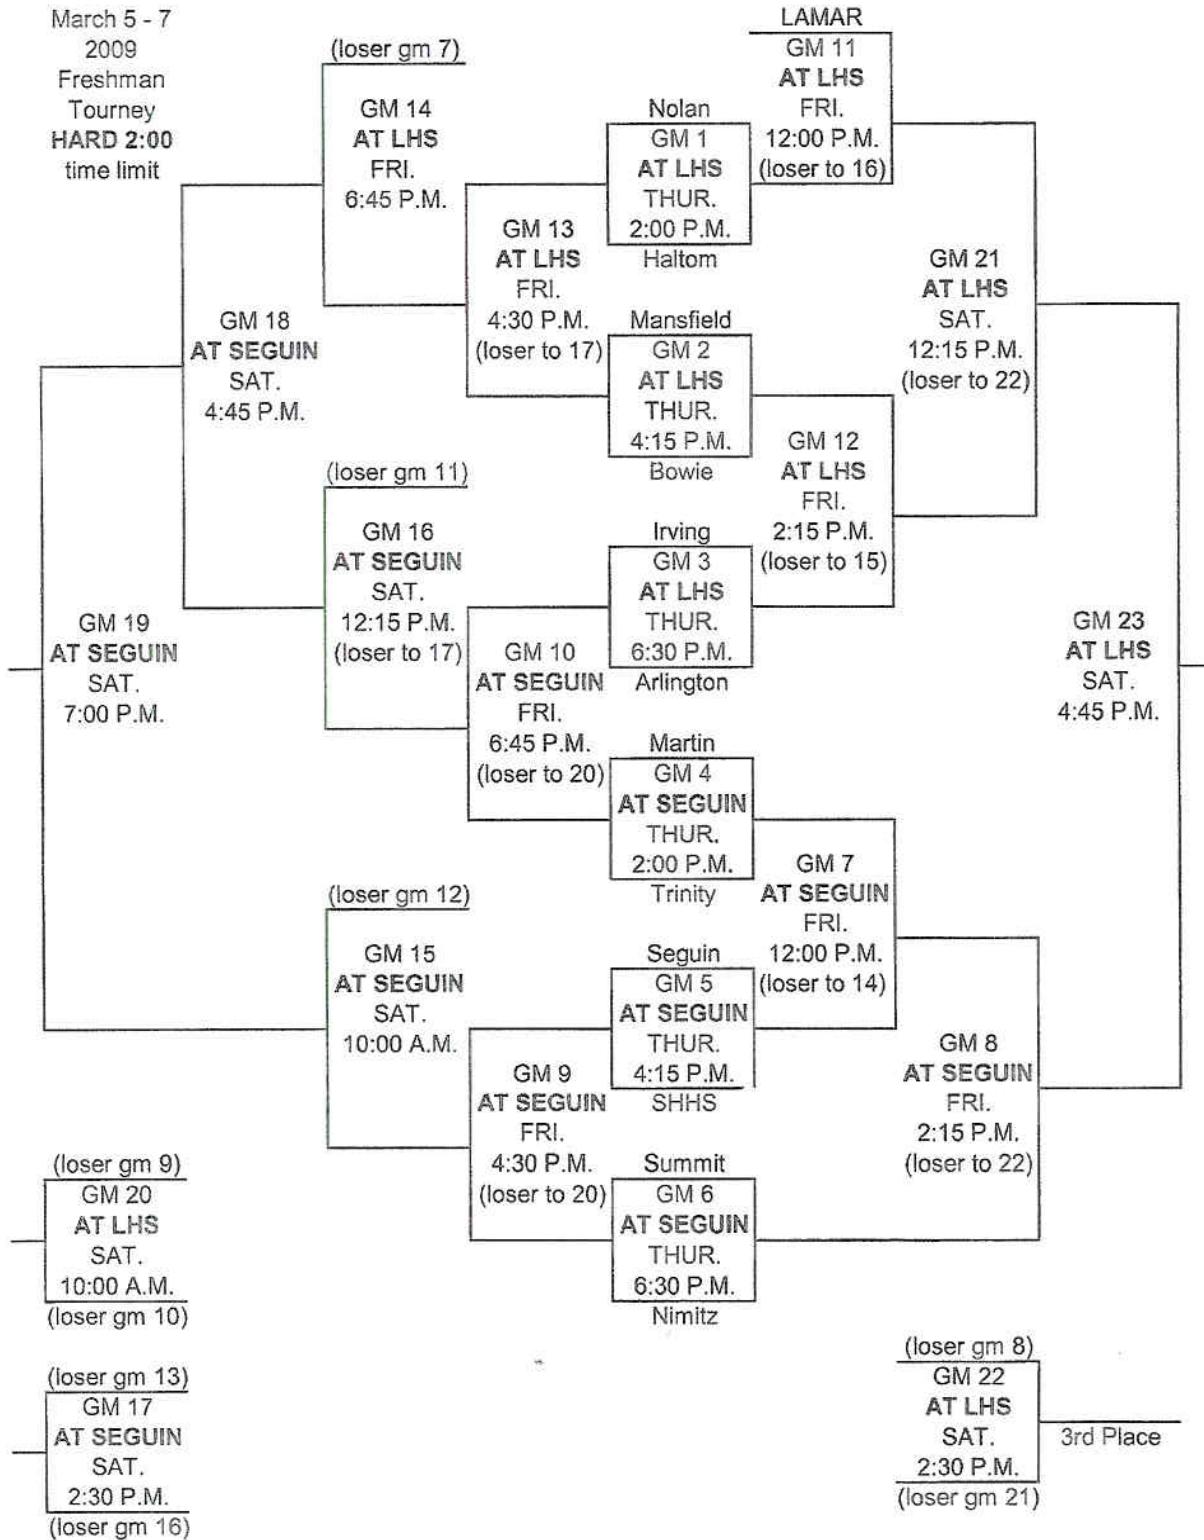 March 5 - 7
2009
Freshman
Tourney
HARD 2:00
time limit
(loser gm 7)
GM 14
AT LHS
FRI.
6:45 P.M.
LAMAR
GM 11
AT LHS
FRI.
12:00 P.M.
(loser to 16)
Nolan
GM 1
AT LHS
THUR.
2:00 P.M.
Haltom
GM 13
AT LHS
FRI.
4:30 P.M.
(loser to 17)
GM 21
AT LHS
SAT.
12:15 P.M.
(loser to 22)
GM 18
AT SEGUIN
SAT.
4:45 P.M.
Mansfield
GM 2
AT LHS
THUR.
4:15 P.M.
Bowie
GM 12
AT LHS
FRI.
2:15 P.M.
(loser to 15)
(loser gm 11)
GM 16
AT SEGUIN
SAT.
12:15 P.M.
(loser to 17)
Irving
GM 3
AT LHS
THUR.
6:30 P.M.
Arlington
GM 19
AT SEGUIN
SAT.
7:00 P.M.
GM 10
AT SEGUIN
FRI.
6:45 P.M.
(loser to 20)
GM 23
AT LHS
SAT.
4:45 P.M.
Martin
GM 4
AT SEGUIN
THUR.
2:00 P.M.
Trinity
GM 7
AT SEGUIN
FRI.
12:00 P.M.
(loser to 14)
(loser gm 12)
GM 15
AT SEGUIN
SAT.
10:00 A.M.
Seguin
GM 5
AT SEGUIN
THUR.
4:15 P.M.
SHHS
GM 9
AT SEGUIN
FRI.
4:30 P.M.
(loser to 20)
GM 8
AT SEGUIN
FRI.
2:15 P.M.
(loser to 22)
Summit
GM 6
AT SEGUIN
THUR.
6:30 P.M.
Nimitz
(loser gm 9)
GM 20
AT LHS
SAT.
10:00 A.M.
(loser gm 10)
(loser gm 13)
GM 17
AT SEGUIN
SAT.
2:30 P.M.
(loser gm 16)
(loser gm 8)
GM 22
AT LHS
SAT.
2:30 P.M.
(loser gm 21)
3rd Place